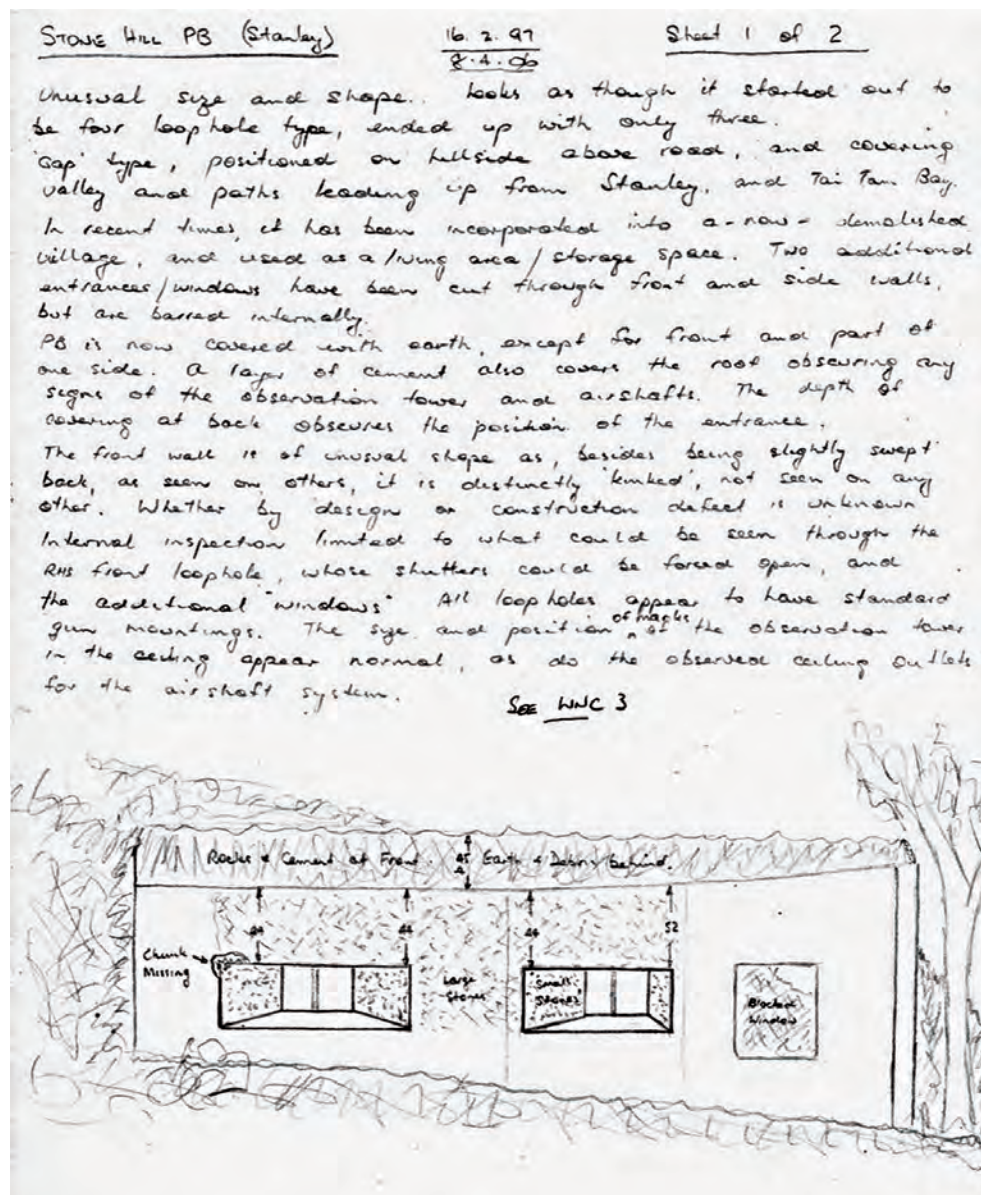 STONE HILL PB (Stanley) 16. 2. 97 Sheet 1 of 2
8.4.06
Unusual size and shape.. Looks as though it started out to
be four loophole type, ended up with only three.
'Gap' type, positioned on hillside above road, and covering
valley and paths leading up from Stanley, and Tai Tam Bay.
In recent times, it has been incorporated into a-now-demolished
village, and used as a living area / storage space. Two additional
entrances/windows have been cut through front and side walls,
but are barred internally.
PB is now covered with earth, except for front and part of
one side. A layer of cement also covers the roof obscuring any
signs of the observation tower and airshafts. The depth of
covering at back obscures the position of the entrance.
The front wall is of unusual shape as, besides being slightly swept
back, as seen on others, it is distinctly 'kinked', not seen on any
other. Whether by design or construction defect is unknown
Internal inspection limited to what could be seen through the
RHS front loophole, whose shutters could be forced open, and
the additional "windows" All loopholes appear to have standard
gun mountings. The size and position of marks of the observation tower
in the ceiling appear normal, as do the observed ceiling outlets
for the airshaft system.
SEE WNC 3
Rocks & Cement at Front. 45 Earth & Debris behind.
44 44 44 52
Chunk
Missing
Large
Stones
Small
Stones
Blocked
Window